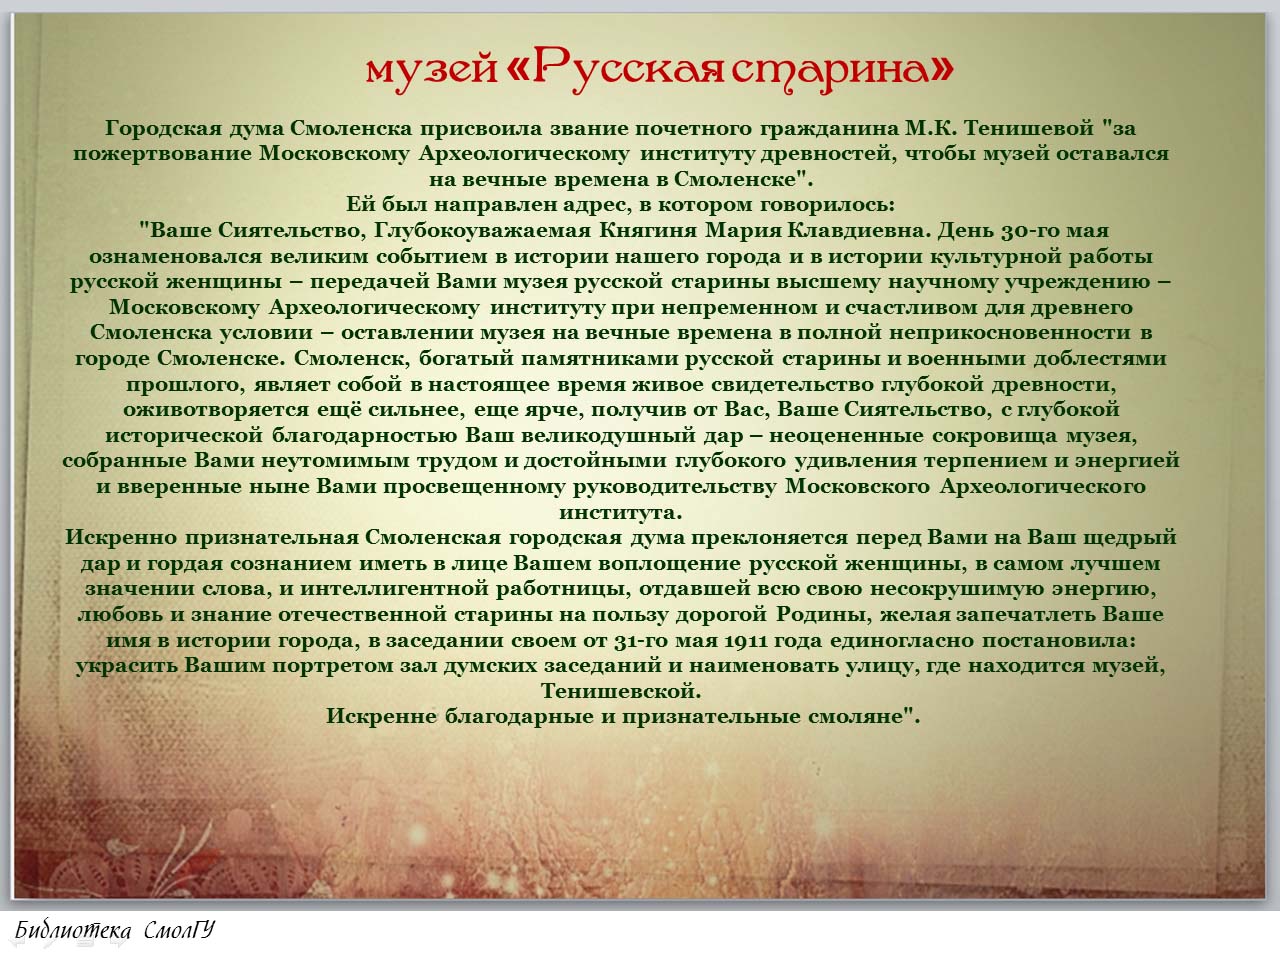 музей «Русская старина»
Городская дума Смоленска присвоила звание почетного гражданина М.К. Тенишевой "за
пожертвование Московскому Археологическому институту древностей, чтобы музей оставался
на вечные времена в Смоленске".
Ей был направлен адрес, в котором говорилось:
"Ваше Сиятельство, Глубокоуважаемая Княгиня Мария Клавдиевна. День 30-го мая
ознаменовался великим событием в истории нашего города и в истории культурной работы
русской женщины – передачей Вами музея русской старины высшему научному учреждению –
Московскому Археологическому институту при непременном и счастливом для древнего
Смоленска условии – оставлении музея на вечные времена в полной неприкосновенности в
городе Смоленске. Смоленск, богатый памятниками русской старины и военными доблестями
прошлого, являет собой в настоящее время живое свидетельство глубокой древности,
оживотворяется ещё сильнее, еще ярче, получив от Вас, Ваше Сиятельство, с глубокой
исторической благодарностью Ваш великодушный дар – неоцененные сокровища музея,
собранные Вами неутомимым трудом и достойными глубокого удивления терпением и энергией
и вверенные ныне Вами просвещенному руководительству Московского Археологического
института.
Искренно признательная Смоленская городская дума преклоняется перед Вами на Ваш щедрый
дар и гордая сознанием иметь в лице Вашем воплощение русской женщины, в самом лучшем
значении слова, и интеллигентной работницы, отдавшей всю свою несокрушимую энергию,
любовь и знание отечественной старины на пользу дорогой Родины, желая запечатлеть Ваше
имя в истории города, в заседании своем от 31-го мая 1911 года единогласно постановила:
украсить Вашим портретом зал думских заседаний и наименовать улицу, где находится музей,
Тенишевской.
Искренне благодарные и признательные смоляне".
Библиотека СмолГУ